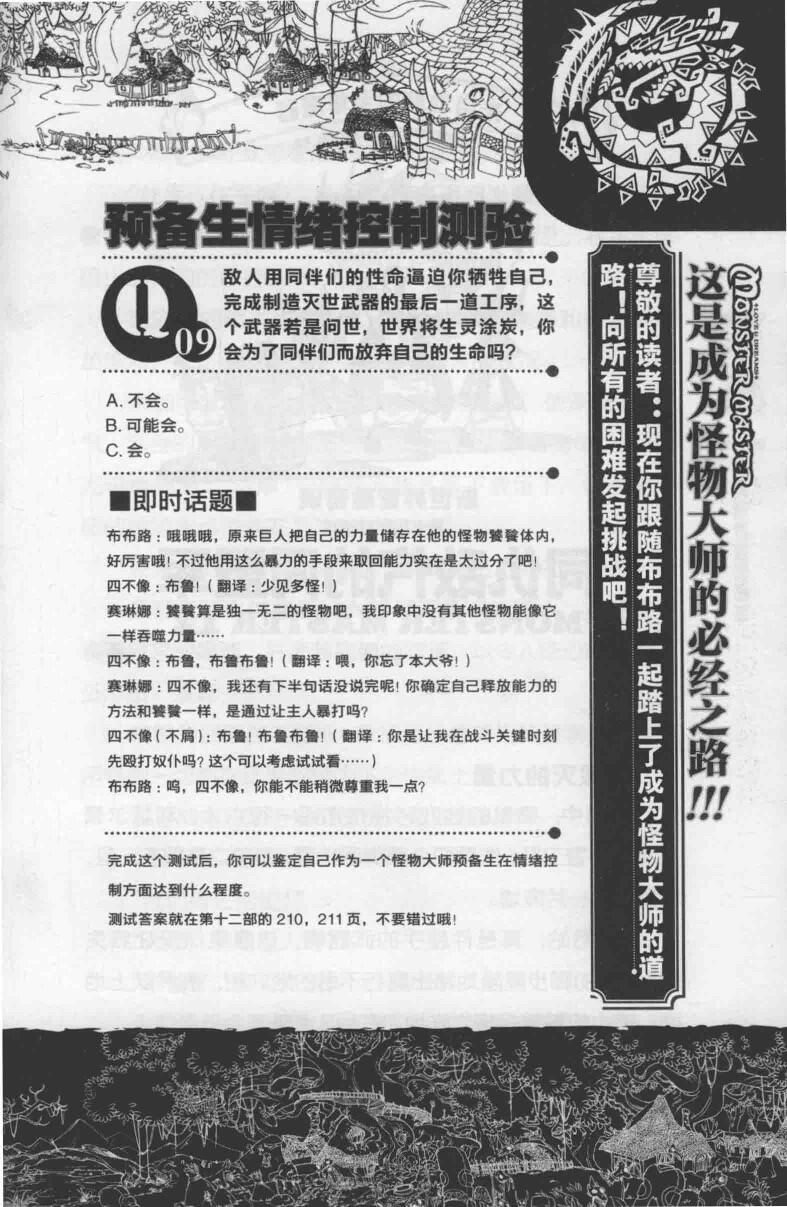 预备生情绪控制测验
Q
09
敌人用同伴们的性命逼迫你牺牲自己，
完成制造灭世武器的最后一道工序，这
个武器若是问世，世界将生灵涂炭，你
会为了同伴们而放弃自己的生命吗？
A. 不会。
B. 可能会。
C. 会。
■即时话题■
布布路：哦哦哦，原来巨人把自己的力量储存在他的怪物饕餮体内，
好厉害哦！不过他用这么暴力的手段来取回能力实在是太过分了吧！
四不像：布鲁！（翻译：少见多怪！）
赛琳娜：饕餮算是独一无二的怪物吧，我印象中没有其他怪物能像它
一样吞噬力量……
四不像：布鲁，布鲁布鲁！（翻译：喂，你忘了本大爷！）
赛琳娜：四不像，我还有下半句话没说完呢！你确定自己释放能力的
方法和饕餮一样，是通过让主人暴打吗？
四不像（不屑）：布鲁！布鲁布鲁！（翻译：你是让我在战斗关键时刻
先殴打奴仆吗？这个可以考虑试试看……）
布布路：呜，四不像，你能不能稍微尊重我一点？
完成这个测试后，你可以鉴定自己作为一个怪物大师预备生在情绪控
制方面达到什么程度。
测试答案就在第十二部的 210，211 页，不要错过哦！
MONSTER MASTER
这是成为怪物大师的必经之路!!!
尊敬的读者：现在你跟随布布路一起踏上了成为怪物大师的道
路！向所有的困难发起挑战吧！